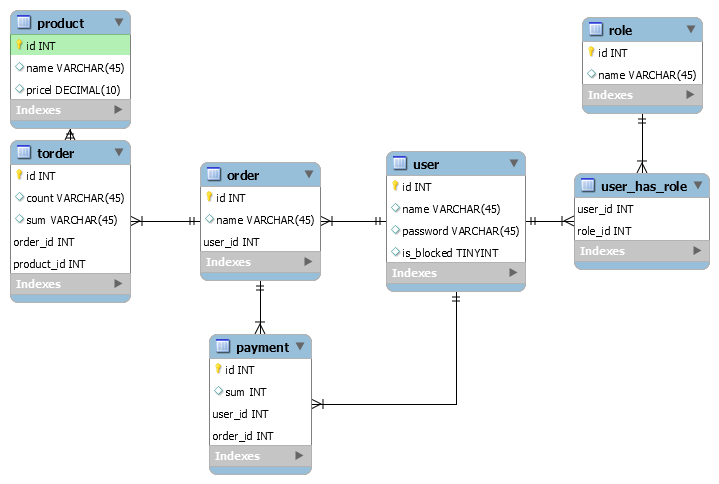 product
id INT
name VARCHAR(45)
pricel DECIMAL(10)
Indexes
torder
id INT
count VARCHAR(45)
sum VARCHAR(45)
order_id INT
product_id INT
Indexes
order
id INT
name VARCHAR(45)
user_id INT
Indexes
payment
id INT
sum INT
user_id INT
order_id INT
Indexes
user
id INT
name VARCHAR(45)
password VARCHAR(45)
is_blocked TINYINT
Indexes
role
id INT
name VARCHAR(45)
Indexes
user_has_role
user_id INT
role_id INT
Indexes